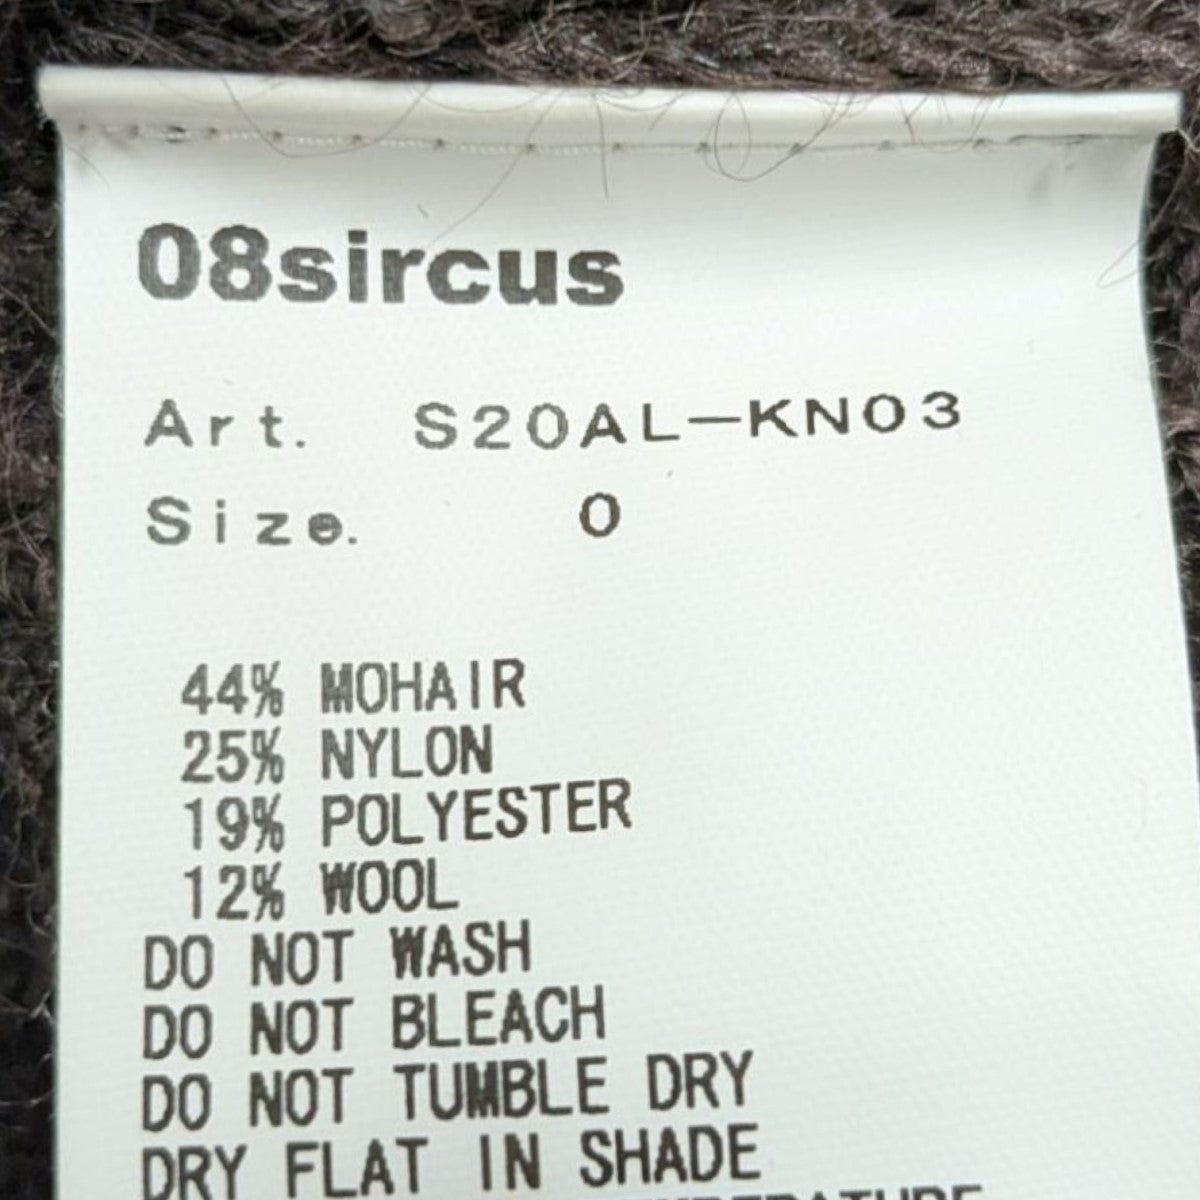 08sircus
Art. S20AL-KN03
Size. 0
44% MOHAIR
25% NYLON
19% POLYESTER
12% WOOL
DO NOT WASH
DO NOT BLEACH
DO NOT TUMBLE DRY
DRY FLAT IN SHADE